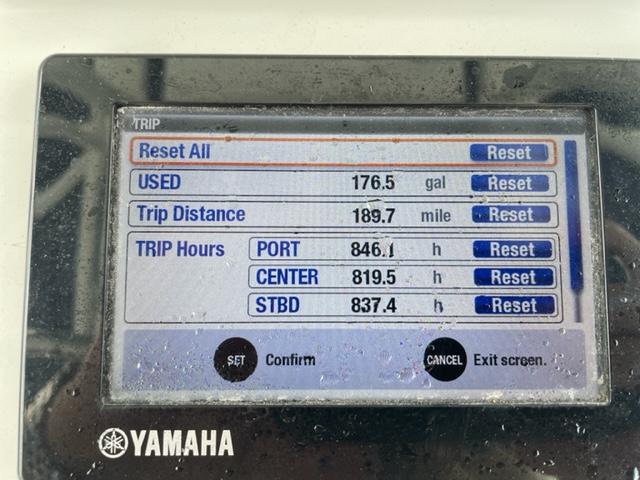 TRIP
Reset All Reset
USED 176.5 gal Reset
Trip Distance 189.7 mile Reset
TRIP Hours PORT 846.1 h Reset
CENTER 819.5 h Reset
STBD 837.4 h Reset
SET Confirm CANCEL Exit screen.
YAMAHA